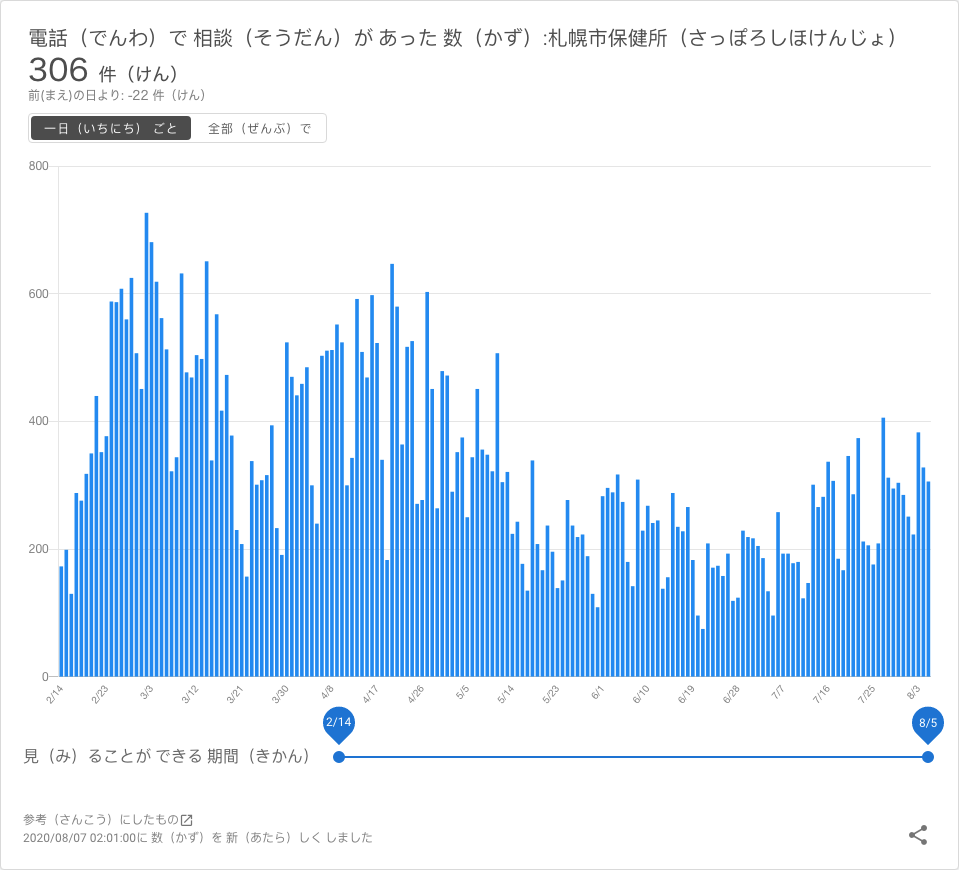 電話（でんわ）で 相談（そうだん）が あった 数（かず）:札幌市保健所（さっぽろしほけんじょ）
306 件（けん）
前(まえ)の日より: -22 件（けん）
一日（いちにち） ごと 全部（ぜんぶ）で
800
600
400
200
0
2/14 2/23 3/3 3/12 3/21 3/30 4/8 4/17 4/26 5/5 5/14 5/23 6/1 6/10 6/19 6/28 7/7 7/16 7/25 8/3
2/14 8/5
見（み）ることが できる 期間（きかん）
参考（さんこう）にしたもの
2020/08/07 02:01:00に 数（かず）を 新（あたら）しく しました